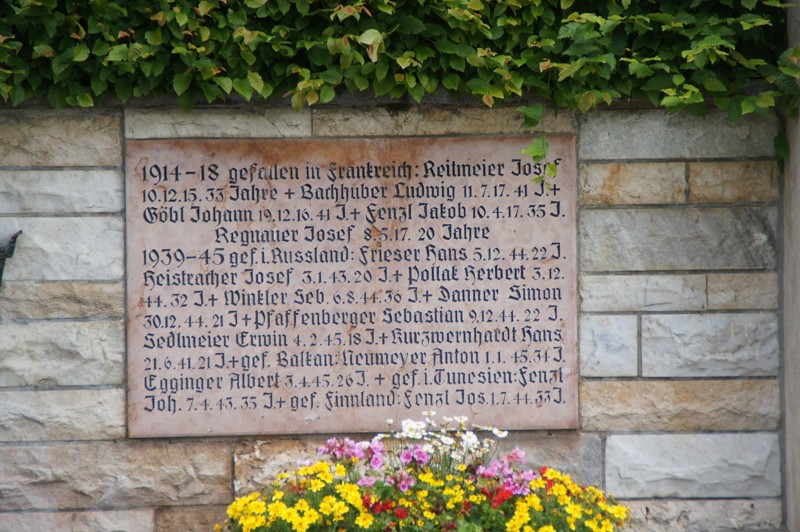 1914-18 gefallen in Frankreich: Reitmeier Josef
10.12.15. 33 Jahre + Bachhuber Ludwig 11.7.17. 41 J. +
Göbl Johann 19.12.16. 41 J. + Fenzl Jakob 10.4.17. 35 J.
Regnauer Josef 8.5.17. 20 Jahre
1939-45 gef. i. Russland: Frieser Hans 5.12.44. 22 J.
Heistracher Josef 3.1.43. 20 J. + Pollak Herbert 3.12.
44. 32 J. + Winkler Seb. 6.8.44. 36 J. + Danner Simon
30.12.44. 21 J + Pfaffenberger Sebastian 9.12.44. 22 J.
Sedlmeier Erwin 4.2.45. 18 J. + Kurzwernhardt Hans
21.6.41. 21 J. + gef. Balkan: Neumeyer Anton 1.1.45. 34 J.
Egginger Albert 3.4.45. 26 J. + gef. i. Tunesien: Fenzl
Joh. 7.4.43. 33 J. + gef. Finnland: Fenzl Jos. 1.7.44. 33 J.